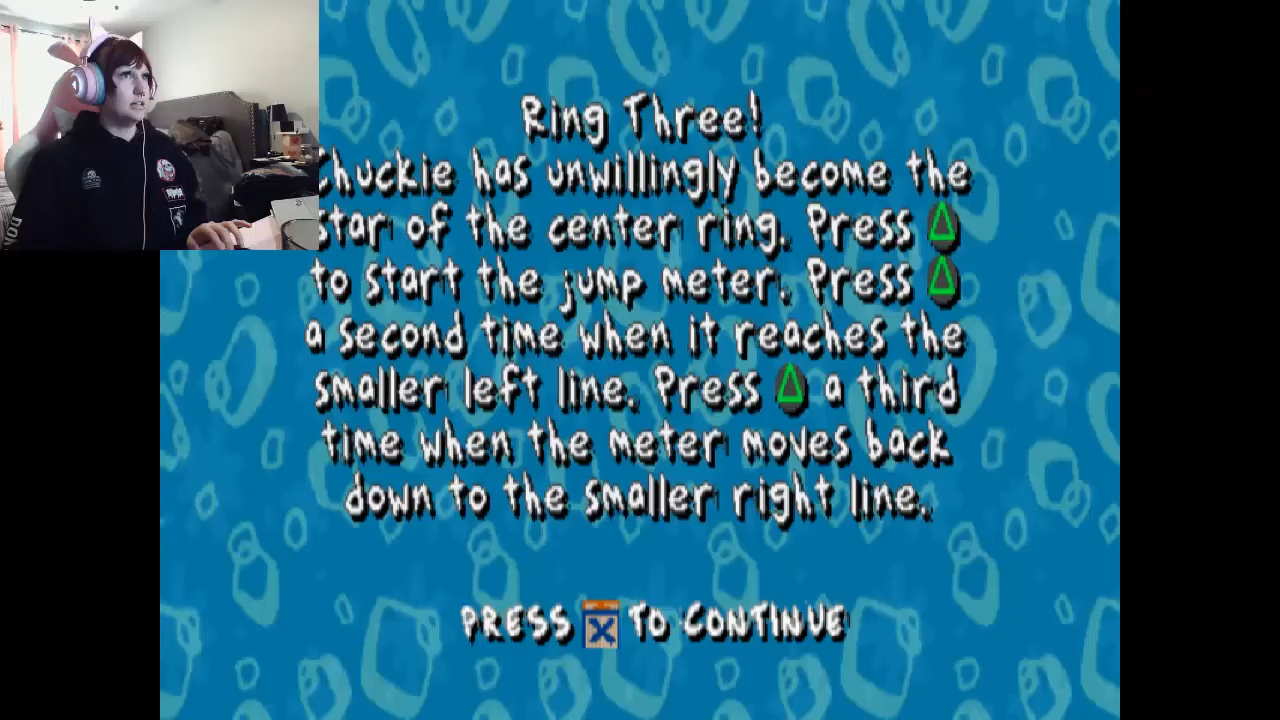 Ring Three!
Chuckie has unwillingly become the
star of the center ring. Press
to start the jump meter. Press
a second time when it reaches the
smaller left line. Press a third
time when the meter moves back
down to the smaller right line.
PRESS X TO CONTINUE